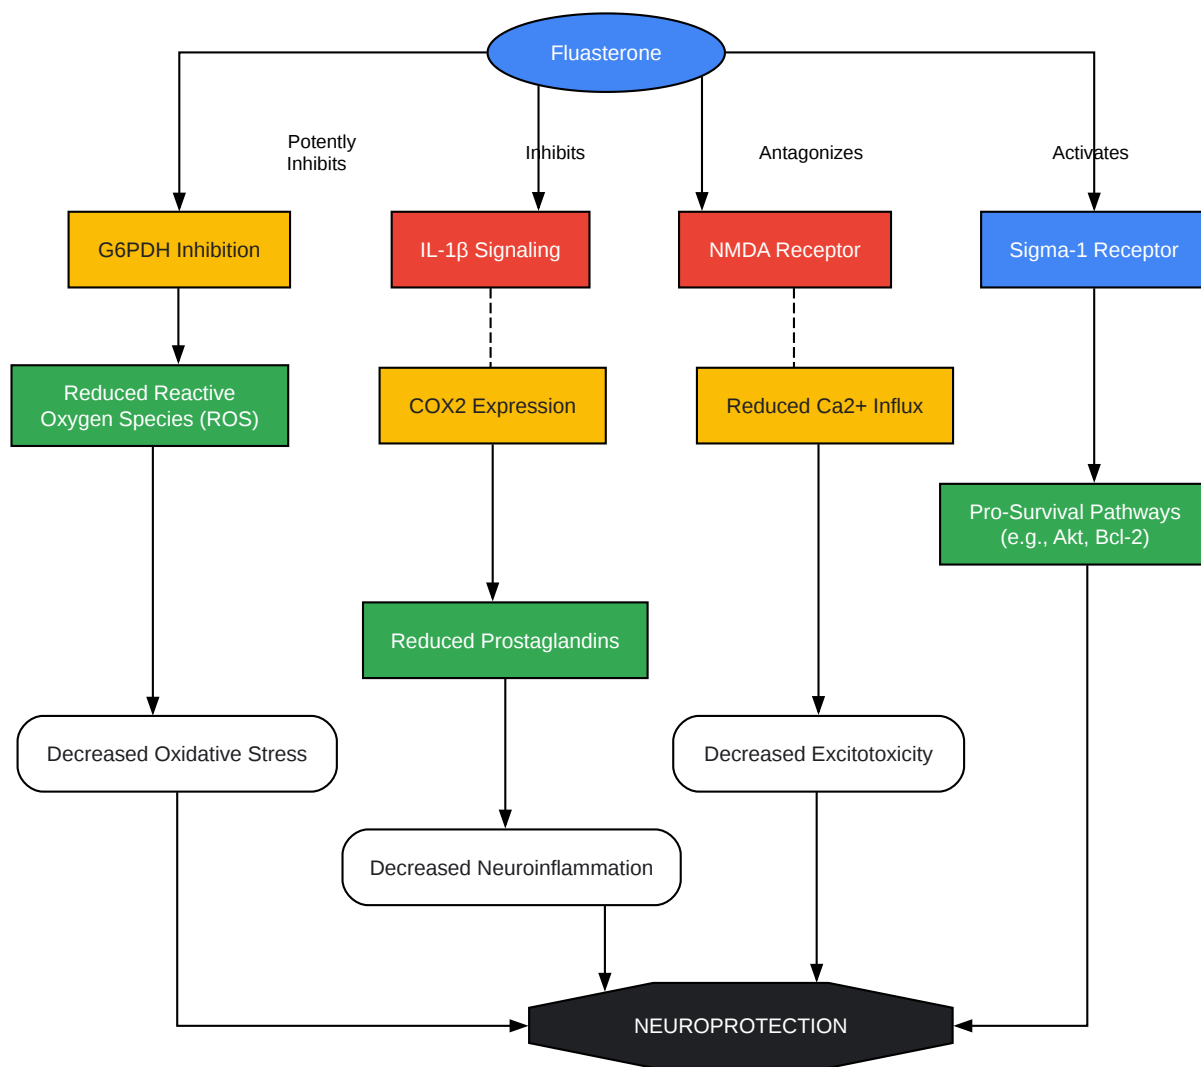 Fluasterone
Potently
Inhibits
Inhibits
Antagonizes
Activates
G6PDH Inhibition
IL-1β Signaling
NMDA Receptor
Sigma-1 Receptor
Reduced Reactive
Oxygen Species (ROS)
COX2 Expression
Reduced Ca2+ Influx
Pro-Survival Pathways
(e.g., Akt, Bcl-2)
Reduced Prostaglandins
Decreased Oxidative Stress
Decreased Excitotoxicity
Decreased Neuroinflammation
NEUROPROTECTION